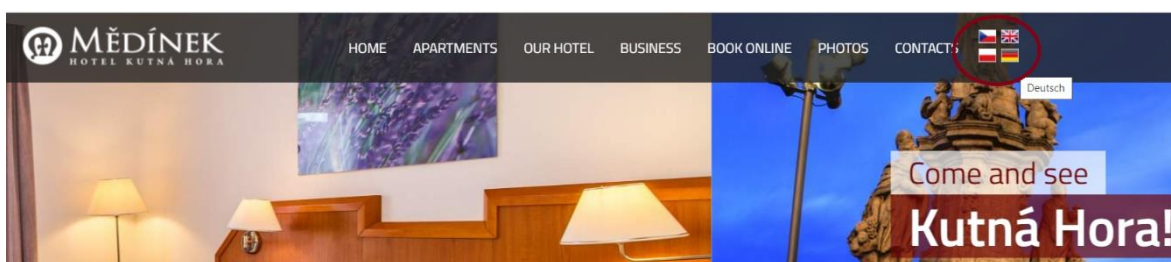 MĚDÍNEK
HOTEL KUTNÁ HORA
HOME APARTMENTS OUR HOTEL BUSINESS BOOK ONLINE PHOTOS CONTACTS
Deutsch
Come and see
Kutná Hora!